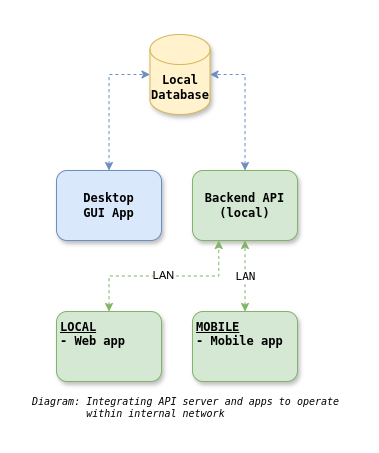 Local
Database
Desktop
GUI App
Backend API
(local)
LAN
LAN
LOCAL
- Web app
MOBILE
- Mobile app
Diagram: Integrating API server and apps to operate
within internal network